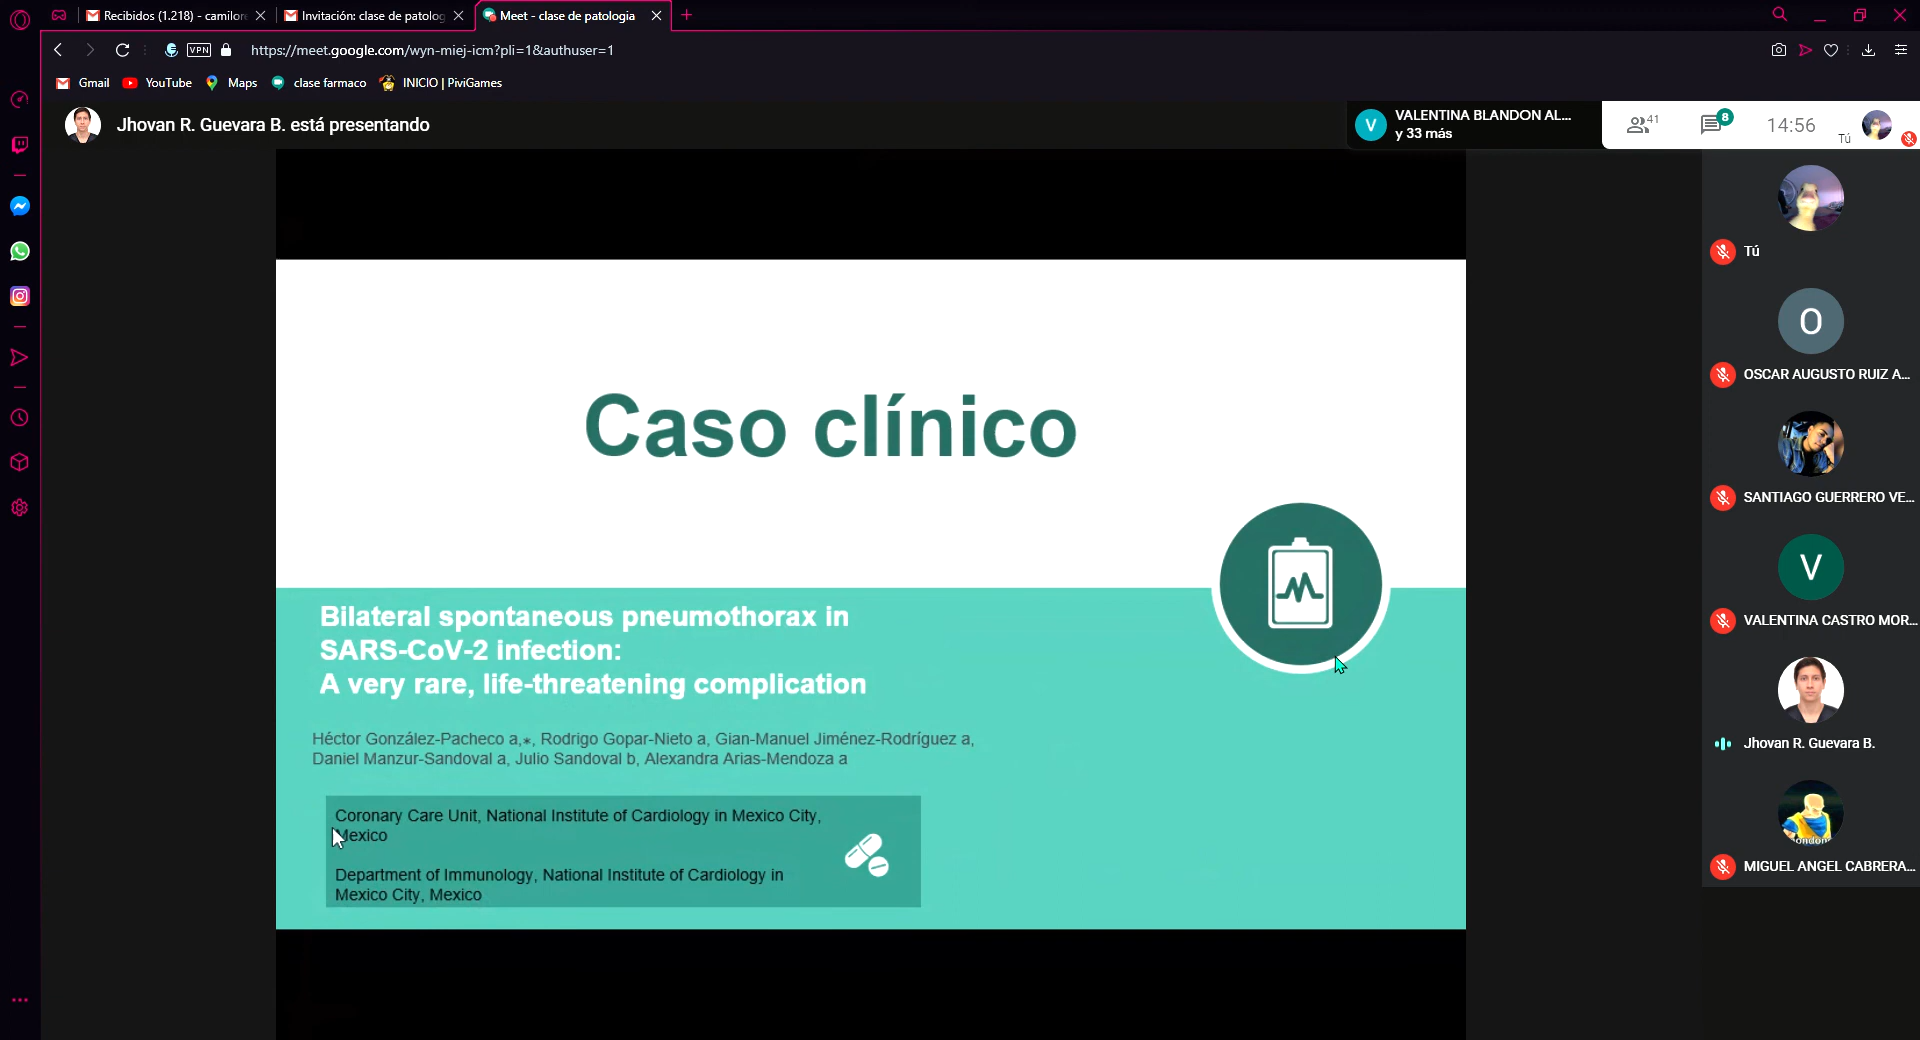 Recibidos (1.218) - camilor
Invitación: clase de patolog
Meet - clase de patologia
VPN
https://meet.google.com/wyn-miej-icm?pli=1&authuser=1
Gmail
YouTube
Maps
clase farmaco
INICIO | PiviGames
Jhovan R. Guevara B. está presentando
V
VALENTINA BLANDON AL...
y 33 más
41
8
14:56
Tú
Tú
O
OSCAR AUGUSTO RUIZ A...
SANTIAGO GUERRERO VE...
V
VALENTINA CASTRO MOR...
Jhovan R. Guevara B.
MIGUEL ANGEL CABRERA...
Caso clínico
Bilateral spontaneous pneumothorax in
SARS-CoV-2 infection:
A very rare, life-threatening complication
Héctor González-Pacheco a,∗, Rodrigo Gopar-Nieto a, Gian-Manuel Jiménez-Rodríguez a,
Daniel Manzur-Sandoval a, Julio Sandoval b, Alexandra Arias-Mendoza a
Coronary Care Unit, National Institute of Cardiology in Mexico City,
Mexico
Department of Immunology, National Institute of Cardiology in
Mexico City, Mexico